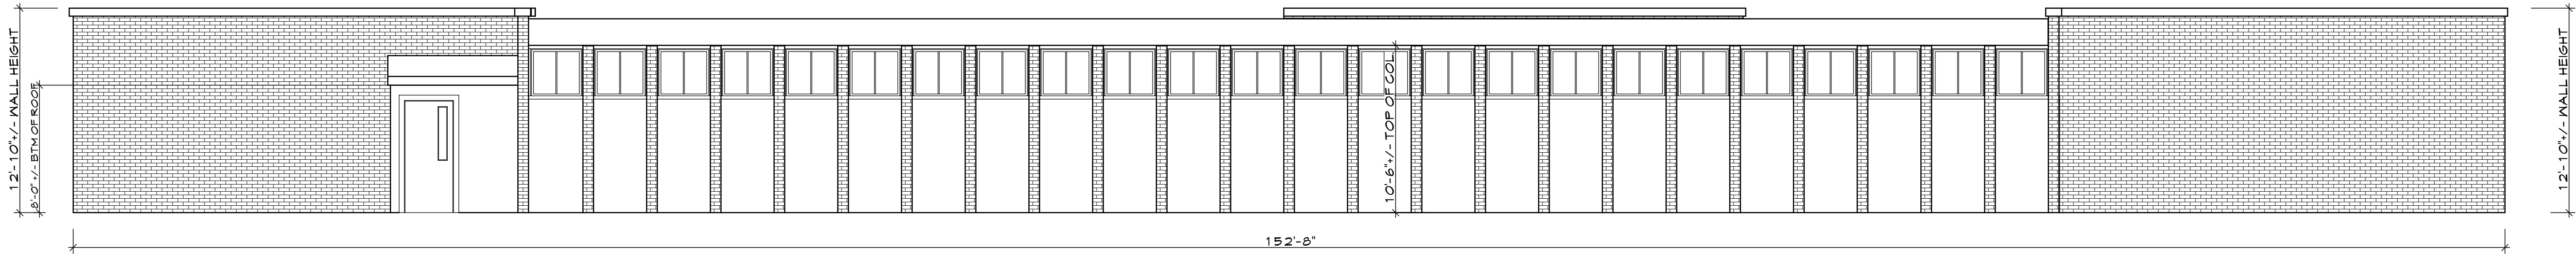 12'-10"+/- WALL HEIGHT
8'-0"+/- BTM OF ROOF
10'-6"+/- TOP OF COL.
12'-10"+/- WALL HEIGHT
152'-8"